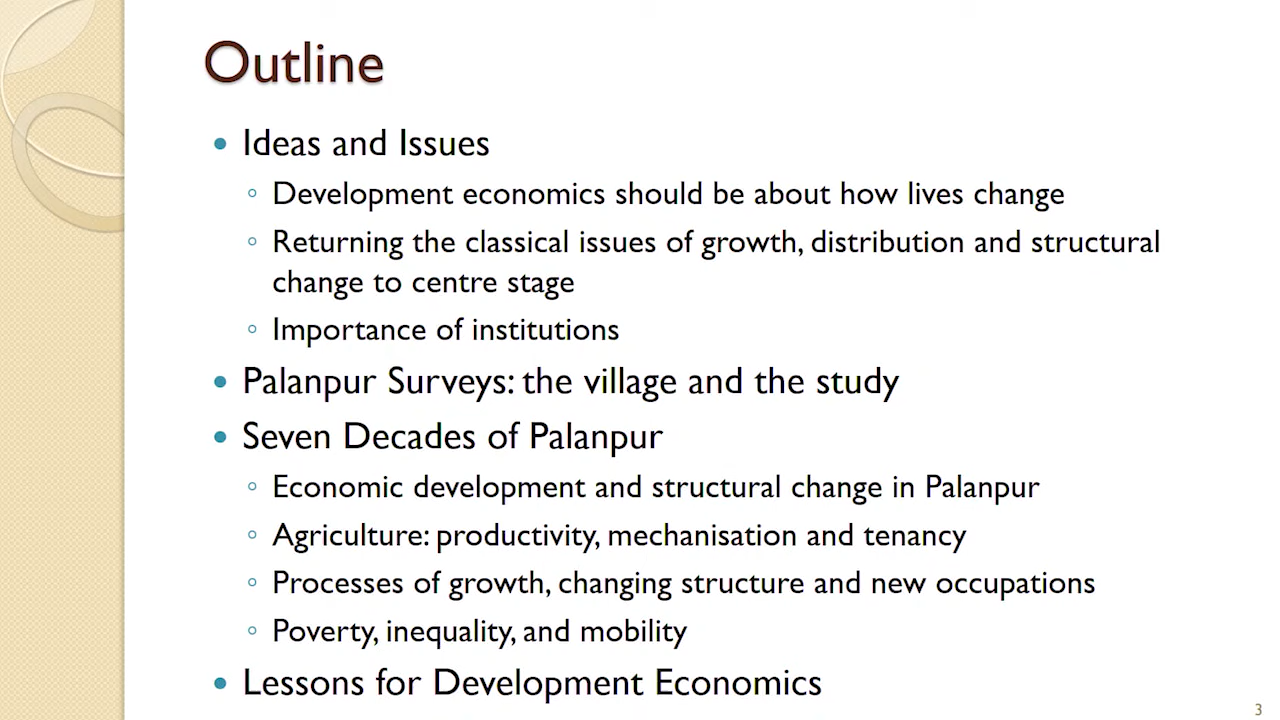 Outline
• Ideas and Issues
◦ Development economics should be about how lives change
◦ Returning the classical issues of growth, distribution and structural
change to centre stage
◦ Importance of institutions
• Palanpur Surveys: the village and the study
• Seven Decades of Palanpur
◦ Economic development and structural change in Palanpur
◦ Agriculture: productivity, mechanisation and tenancy
◦ Processes of growth, changing structure and new occupations
◦ Poverty, inequality, and mobility
• Lessons for Development Economics
3